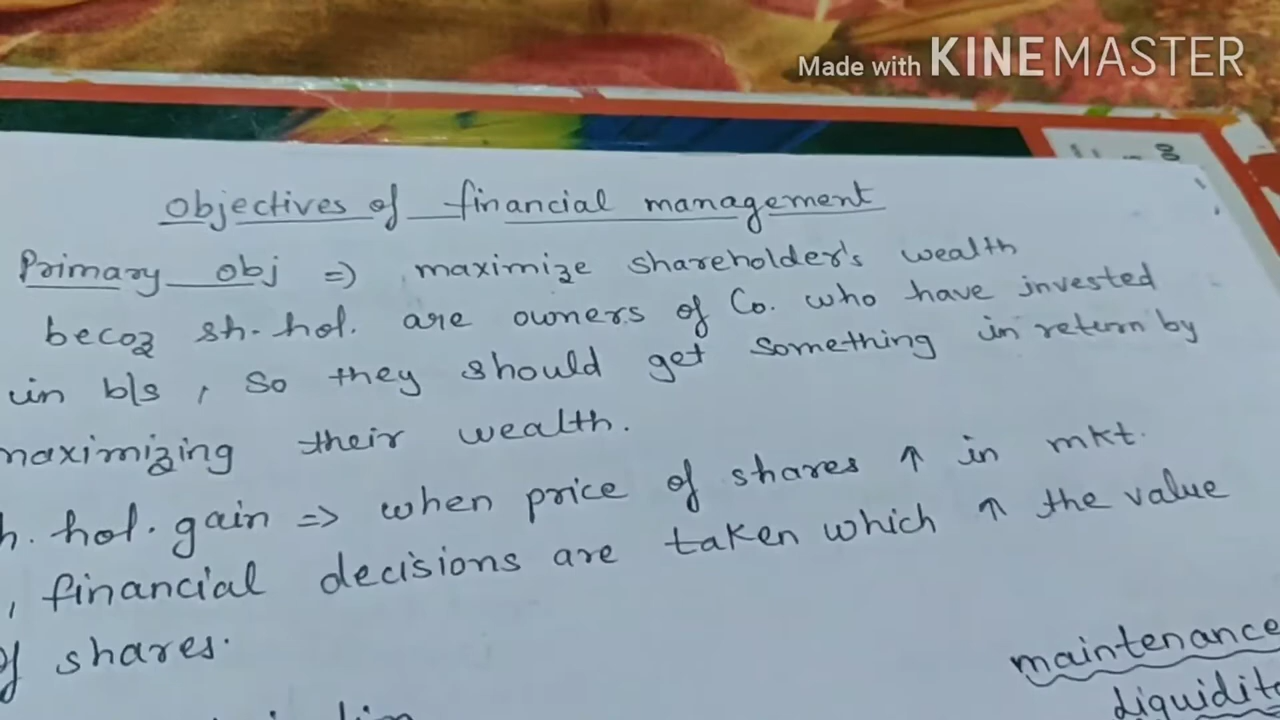 Made with KINEMASTER
Objectives of financial management
Primary obj => maximize shareholder's wealth
becoz sh. hol. are owners of Co. who have invested
in b/s, so they should get something in return by
maximizing their wealth.
h. hol. gain => when price of shares ↑ in mkt.
, financial decisions are taken which ↑ the value
of shares.
maintenance